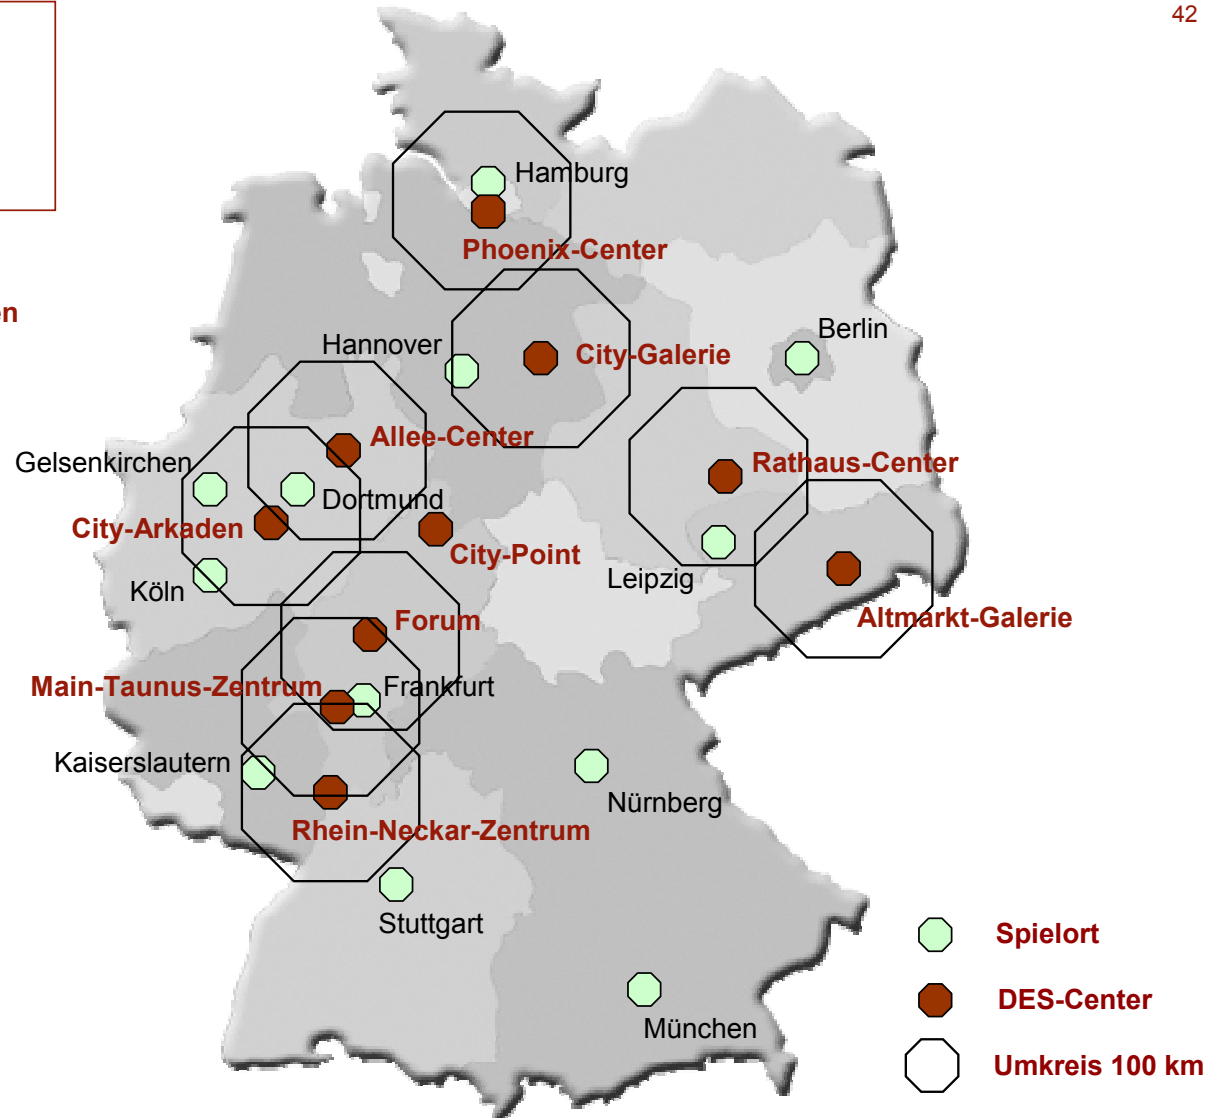 42
Hamburg
Phoenix-Center
en
Berlin
Hannover
City-Galerie
Allee-Center
Gelsenkirchen
Rathaus-Center
Dortmund
City-Arkaden
City-Point
Leipzig
Köln
Altmarkt-Galerie
Forum
Main-Taunus-Zentrum
Frankfurt
Kaiserslautern
Nürnberg
Rhein-Neckar-Zentrum
Stuttgart
Spielort
DES-Center
München
Umkreis 100 km